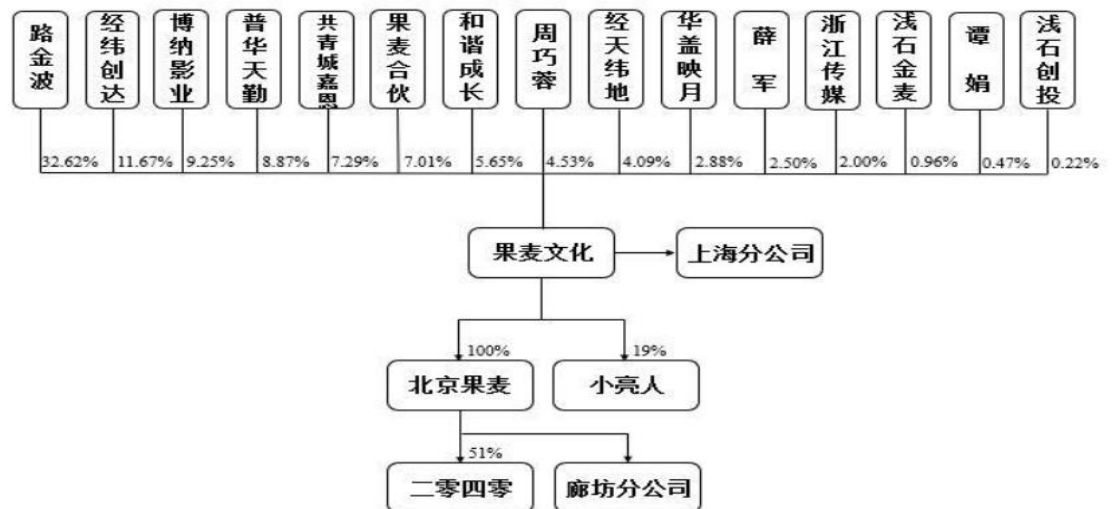 路金波
经纬创达
博纳影业
普华天勤
共青城嘉恩
果麦合伙
和谐成长
周巧蓉
经天纬地
华盖映月
薛军
浙江传媒
浅石金麦
谭娟
浅石创投
32.62% 11.67% 9.25% 8.87% 7.29% 7.01% 5.65% 4.53% 4.09% 2.88% 2.50% 2.00% 0.96% 0.47% 0.22%
果麦文化 上海分公司
100% 19%
北京果麦 小亮人
51%
二零四零 廊坊分公司